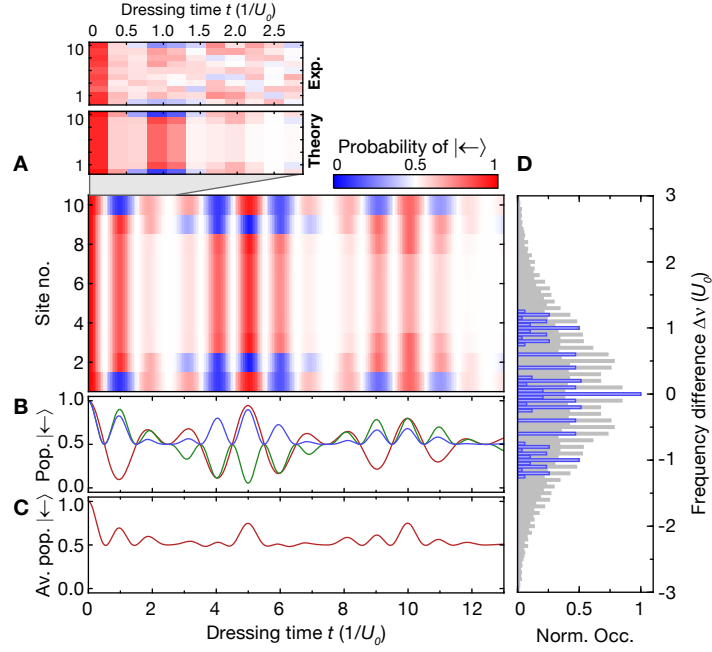 Dressing time t (1/U0)
0 0.5 1.0 1.5 2.0 2.5
10
1
Exp.
10
1
Theory
A
Probability of |←⟩
0 0.5 1
D
10
8
6
4
2
Site no.
B
1.0
0.5
0.0
Pop. |←⟩
C
1.0
0.5
0.0
Av. pop. |←⟩
0 2 4 6 8 10 12
Dressing time t (1/U0)
3
2
1
0
-1
-2
-3
Frequency difference Δν (U0)
0 0.5 1
Norm. Occ.